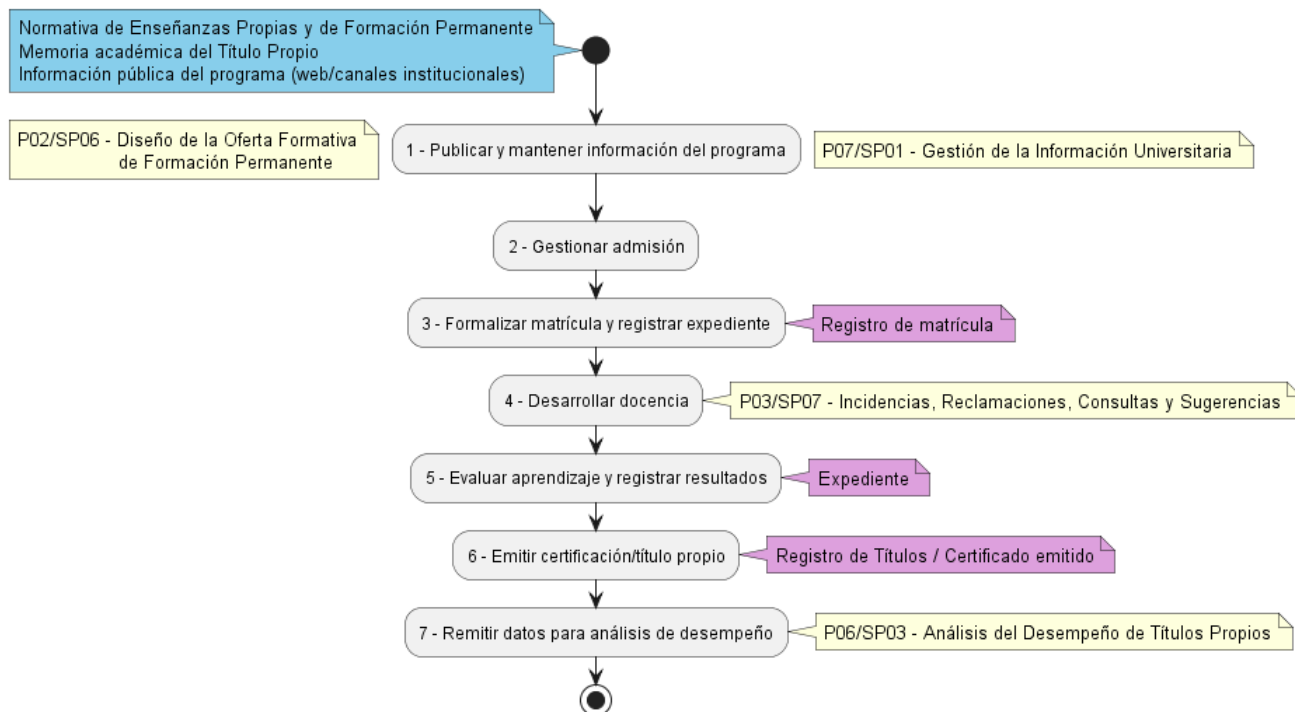 Normativa de Enseñanzas Propias y de Formación Permanente
Memoria académica del Título Propio
Información pública del programa (web/canales institucionales)
P02/SP06 - Diseño de la Oferta Formativa
de Formación Permanente
1 - Publicar y mantener información del programa
P07/SP01 - Gestión de la Información Universitaria
2 - Gestionar admisión
3 - Formalizar matrícula y registrar expediente
Registro de matrícula
4 - Desarrollar docencia
P03/SP07 - Incidencias, Reclamaciones, Consultas y Sugerencias
5 - Evaluar aprendizaje y registrar resultados
Expediente
6 - Emitir certificación/título propio
Registro de Títulos / Certificado emitido
7 - Remitir datos para análisis de desempeño
P06/SP03 - Análisis del Desempeño de Títulos Propios